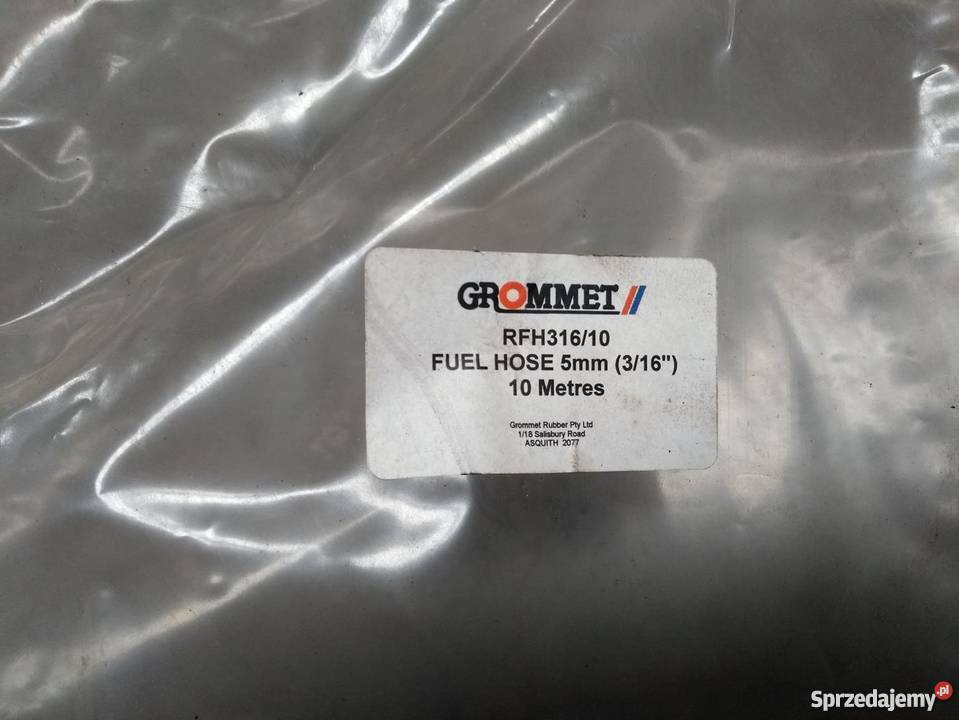 GROMMET
RFH316/10
FUEL HOSE 5mm (3/16")
10 Metres
Grommet Rubber Pty Ltd
1/18 Salisbury Road
ASQUITH 2077
Sprzedajemy.pl